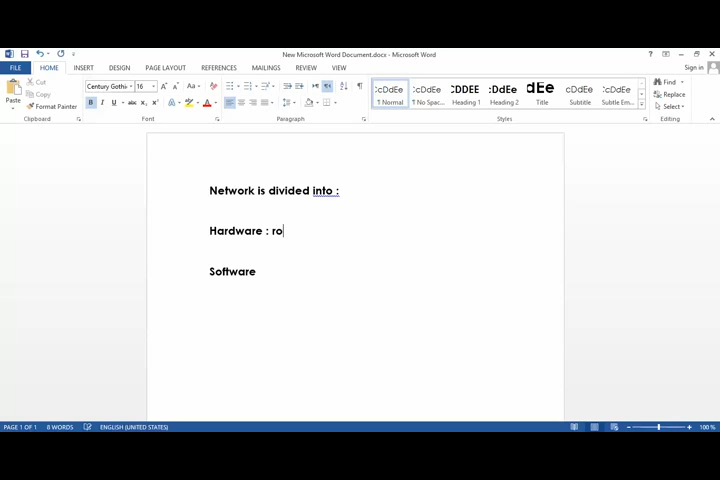 New Microsoft Word Document.docx - Microsoft Word
Sign in
FILE HOME INSERT DESIGN PAGE LAYOUT REFERENCES MAILINGS REVIEW VIEW
Cut
Copy
Format Painter
Paste
Clipboard
Century Gothi 16
Font
Paragraph
Normal
No Spac...
Heading 1
Heading 2
Title
Subtitle
Subtle Em...
Styles
Find
Replace
Select
Editing
Network is divided into :
Hardware : ro
Software
PAGE 1 OF 1 8 WORDS ENGLISH (UNITED STATES) 100%